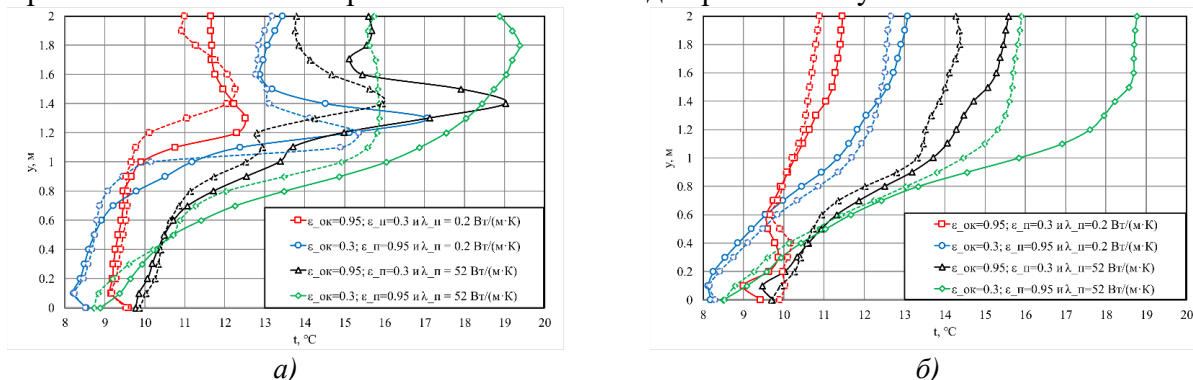 2
1.8
1.6
1.4
1.2
1
0.8
0.6
0.4
0.2
0
y, м
8 9 10 11 12 13 14 15 16 17 18 19 20
t, °C
ε_ок=0.95; ε_п=0.3 и λ_п = 0.2 Вт/(м·К)
ε_ок=0.3; ε_п=0.95 и λ_п = 0.2 Вт/(м·К)
ε_ок=0.95; ε_п=0.3 и λ_п = 52 Вт/(м·К)
ε_ок=0.3; ε_п=0.95 и λ_п = 52 Вт/(м·К)
а)
2
1.8
1.6
1.4
1.2
1
0.8
0.6
0.4
0.2
0
y, м
8 9 10 11 12 13 14 15 16 17 18 19 20
t, °C
ε_ок=0.95; ε_п=0.3 и λ_п=0.2 Вт/(м·К)
ε_ок=0.3; ε_п=0.95 и λ_п=0.2 Вт/(м·К)
ε_ок=0.95; ε_п=0.3 и λ_п=52 Вт/(м·К)
ε_ок=0.3; ε_п=0.95 и λ_п=52 Вт/(м·К)
б)